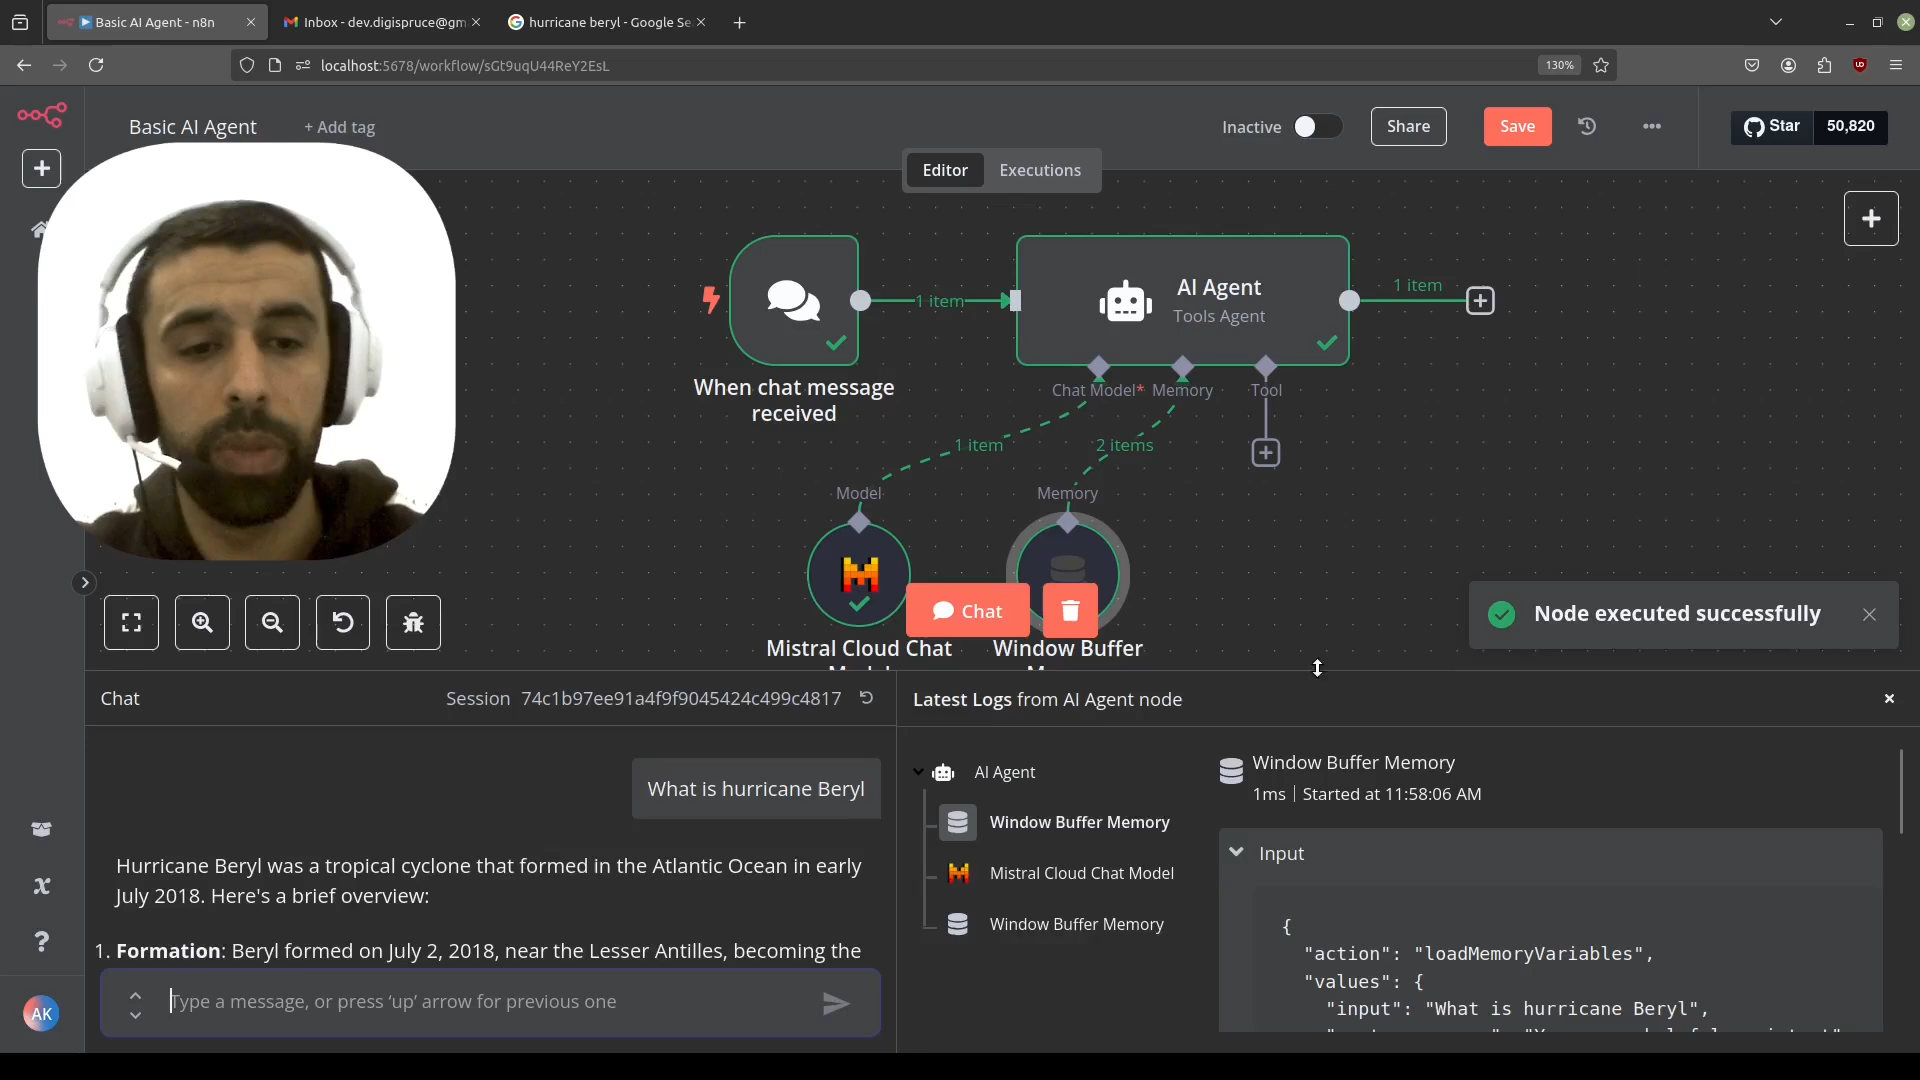 Basic AI Agent - n8n
Inbox - dev.digispruce@gm
hurricane beryl - Google Se
localhost:5678/workflow/sGt9uqU44ReY2EsL
130%
Basic AI Agent
+ Add tag
Inactive
Share
Save
Star
50,820
Editor
Executions
1 item
AI Agent
Tools Agent
1 item
When chat message
received
Chat Model*
Memory
Tool
1 item
2 items
Model
Memory
Chat
Mistral Cloud Chat
Window Buffer
Node executed successfully
Chat
Session 74c1b97ee91a4f9f9045424c499c4817
Latest Logs from AI Agent node
What is hurricane Beryl
Hurricane Beryl was a tropical cyclone that formed in the Atlantic Ocean in early
July 2018. Here's a brief overview:
1. Formation: Beryl formed on July 2, 2018, near the Lesser Antilles, becoming the
Type a message, or press ‘up’ arrow for previous one
AI Agent
Window Buffer Memory
Mistral Cloud Chat Model
Window Buffer Memory
Window Buffer Memory
1ms | Started at 11:58:06 AM
Input
{
"action": "loadMemoryVariables",
"values": {
"input": "What is hurricane Beryl",
AK